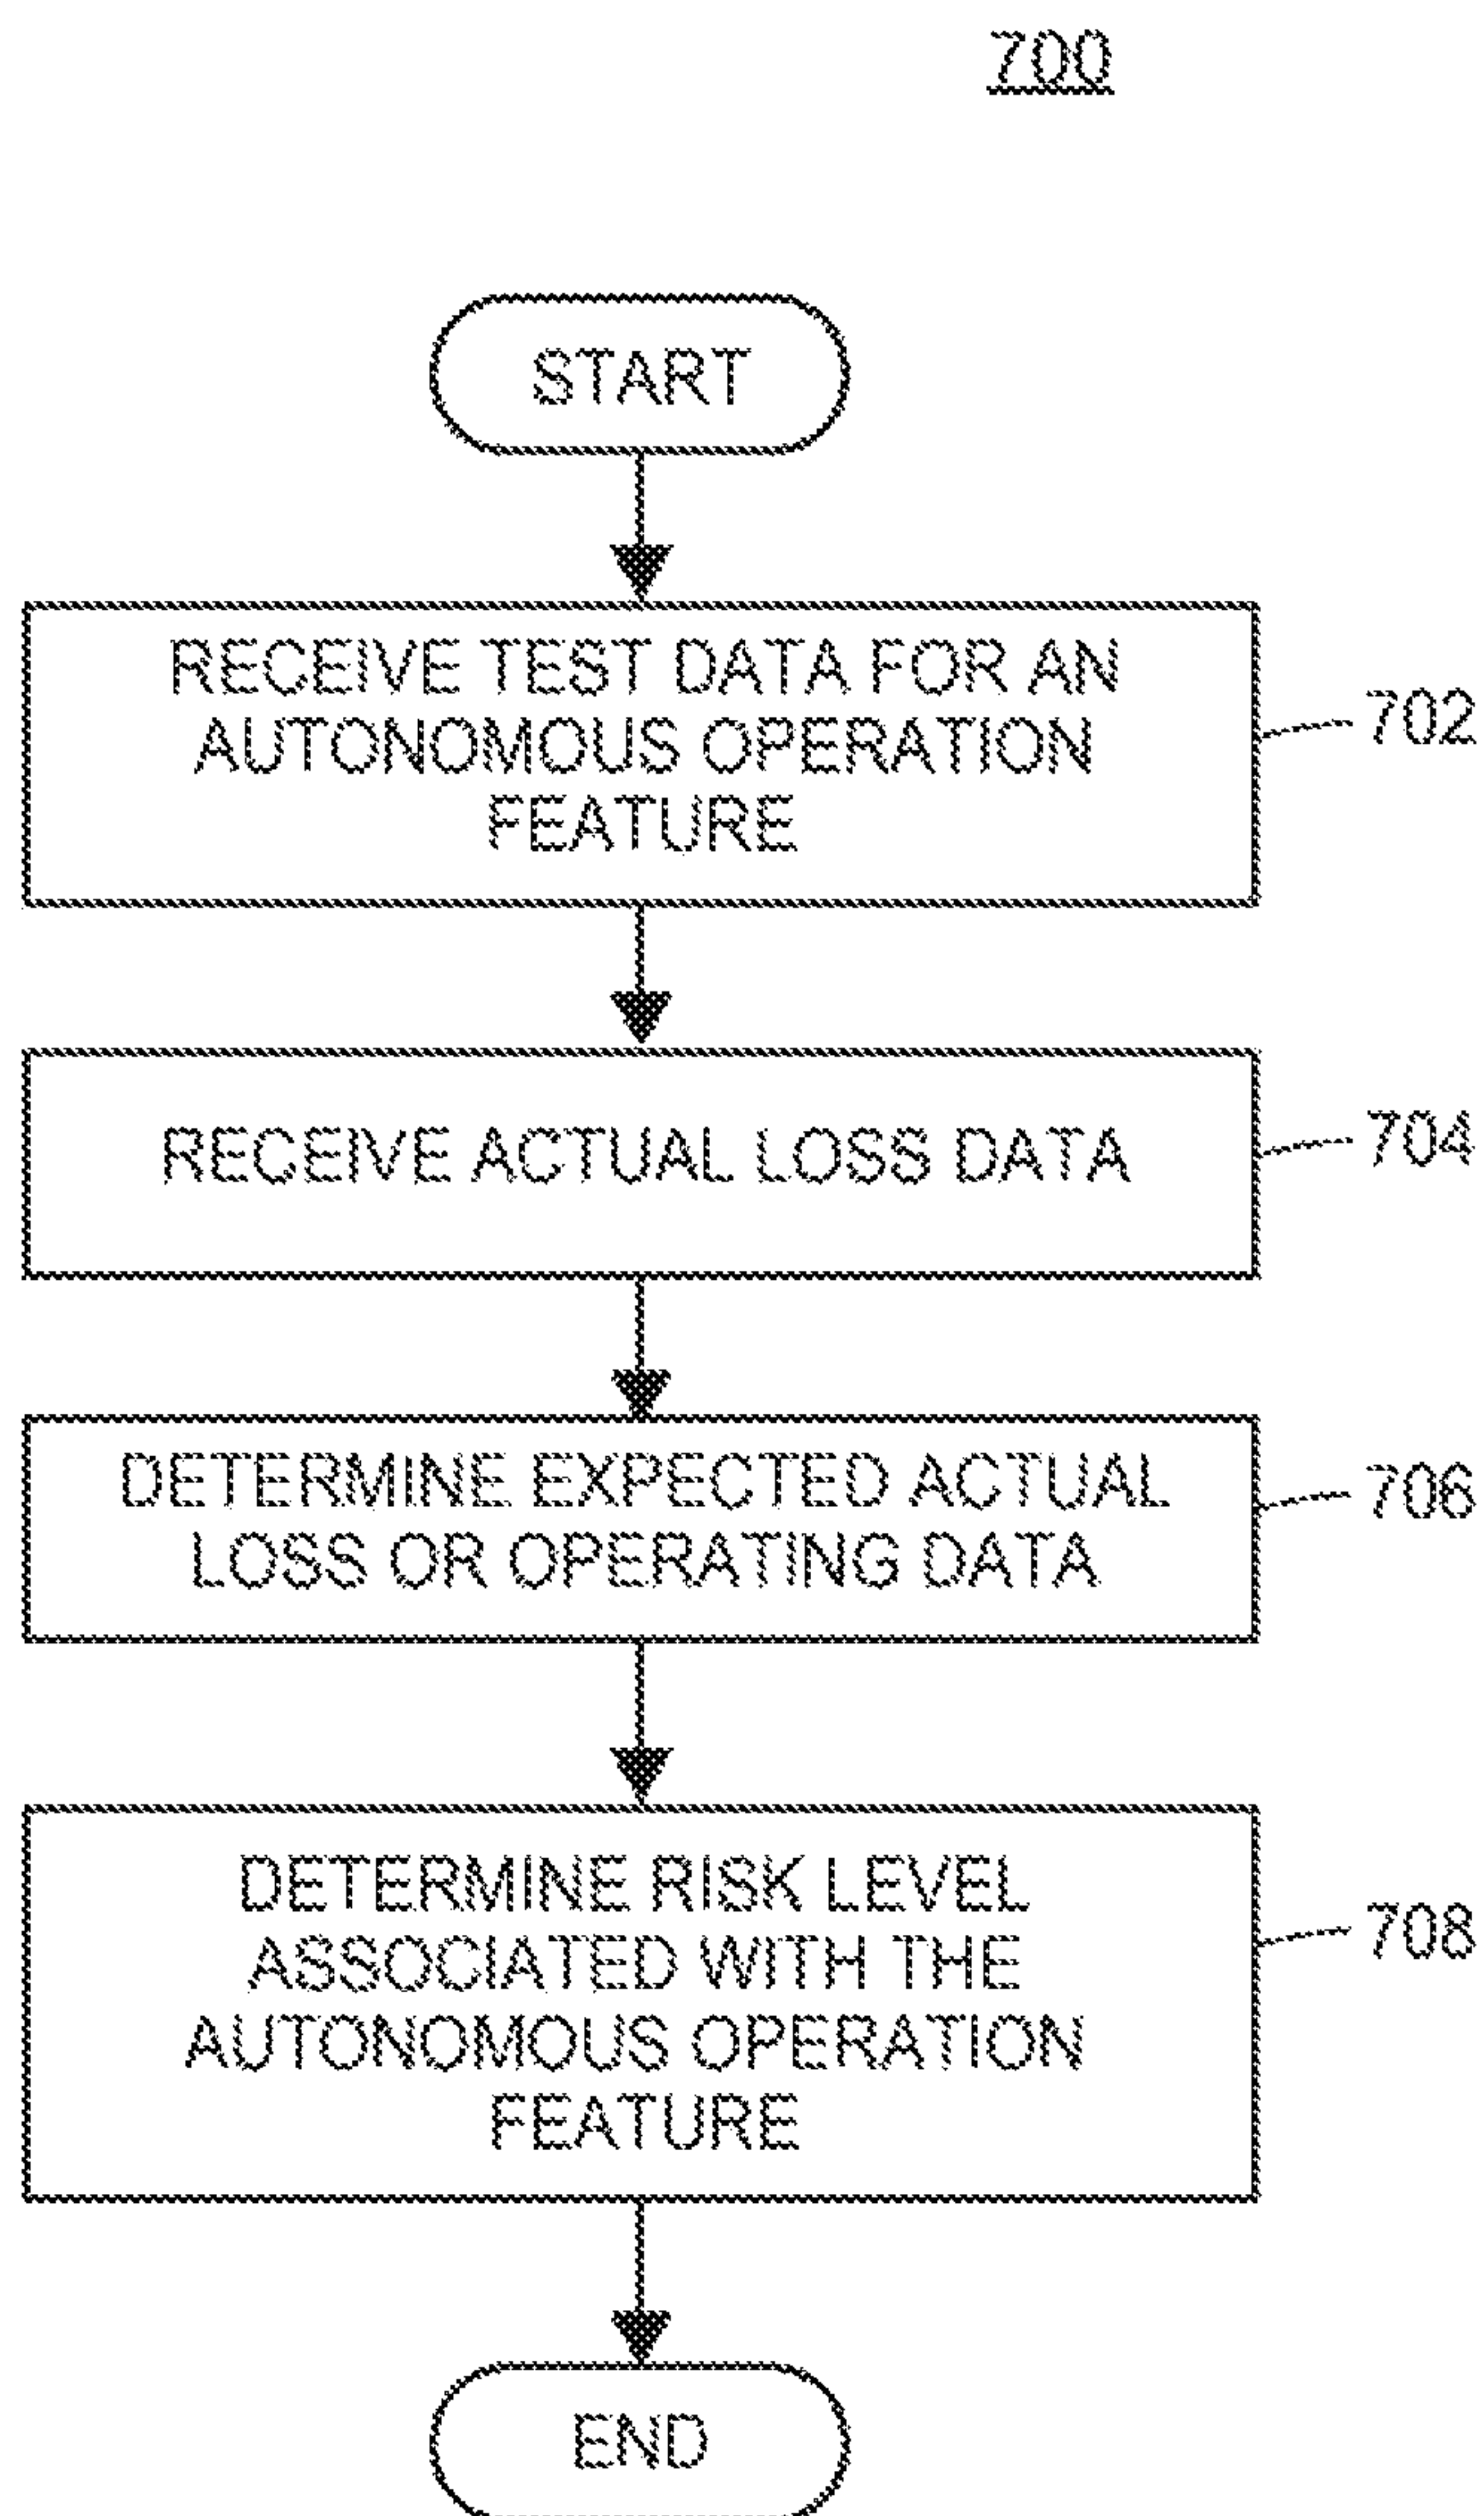 700
START
RECEIVE TEST DATA FOR AN
AUTONOMOUS OPERATION
FEATURE
702
RECEIVE ACTUAL LOSS DATA
704
DETERMINE EXPECTED ACTUAL
LOSS OR OPERATING DATA
706
DETERMINE RISK LEVEL
ASSOCIATED WITH THE
AUTONOMOUS OPERATION
FEATURE
708
END